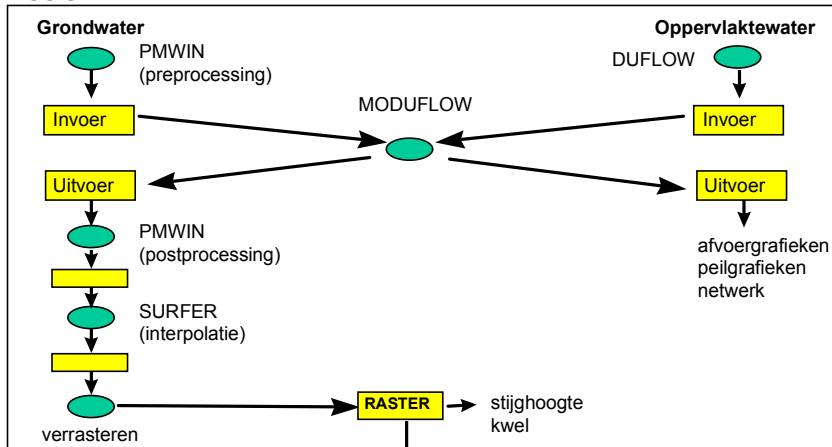 Grondwater
Oppervlaktewater
PMWIN
(preprocessing)
DUFLOW
MODUFLOW
Invoer
Invoer
Uitvoer
Uitvoer
PMWIN
(postprocessing)
afvoergrafieken
peilgrafieken
netwerk
SURFER
(interpolatie)
RASTER
stijghoogte
kwel
verrasteren